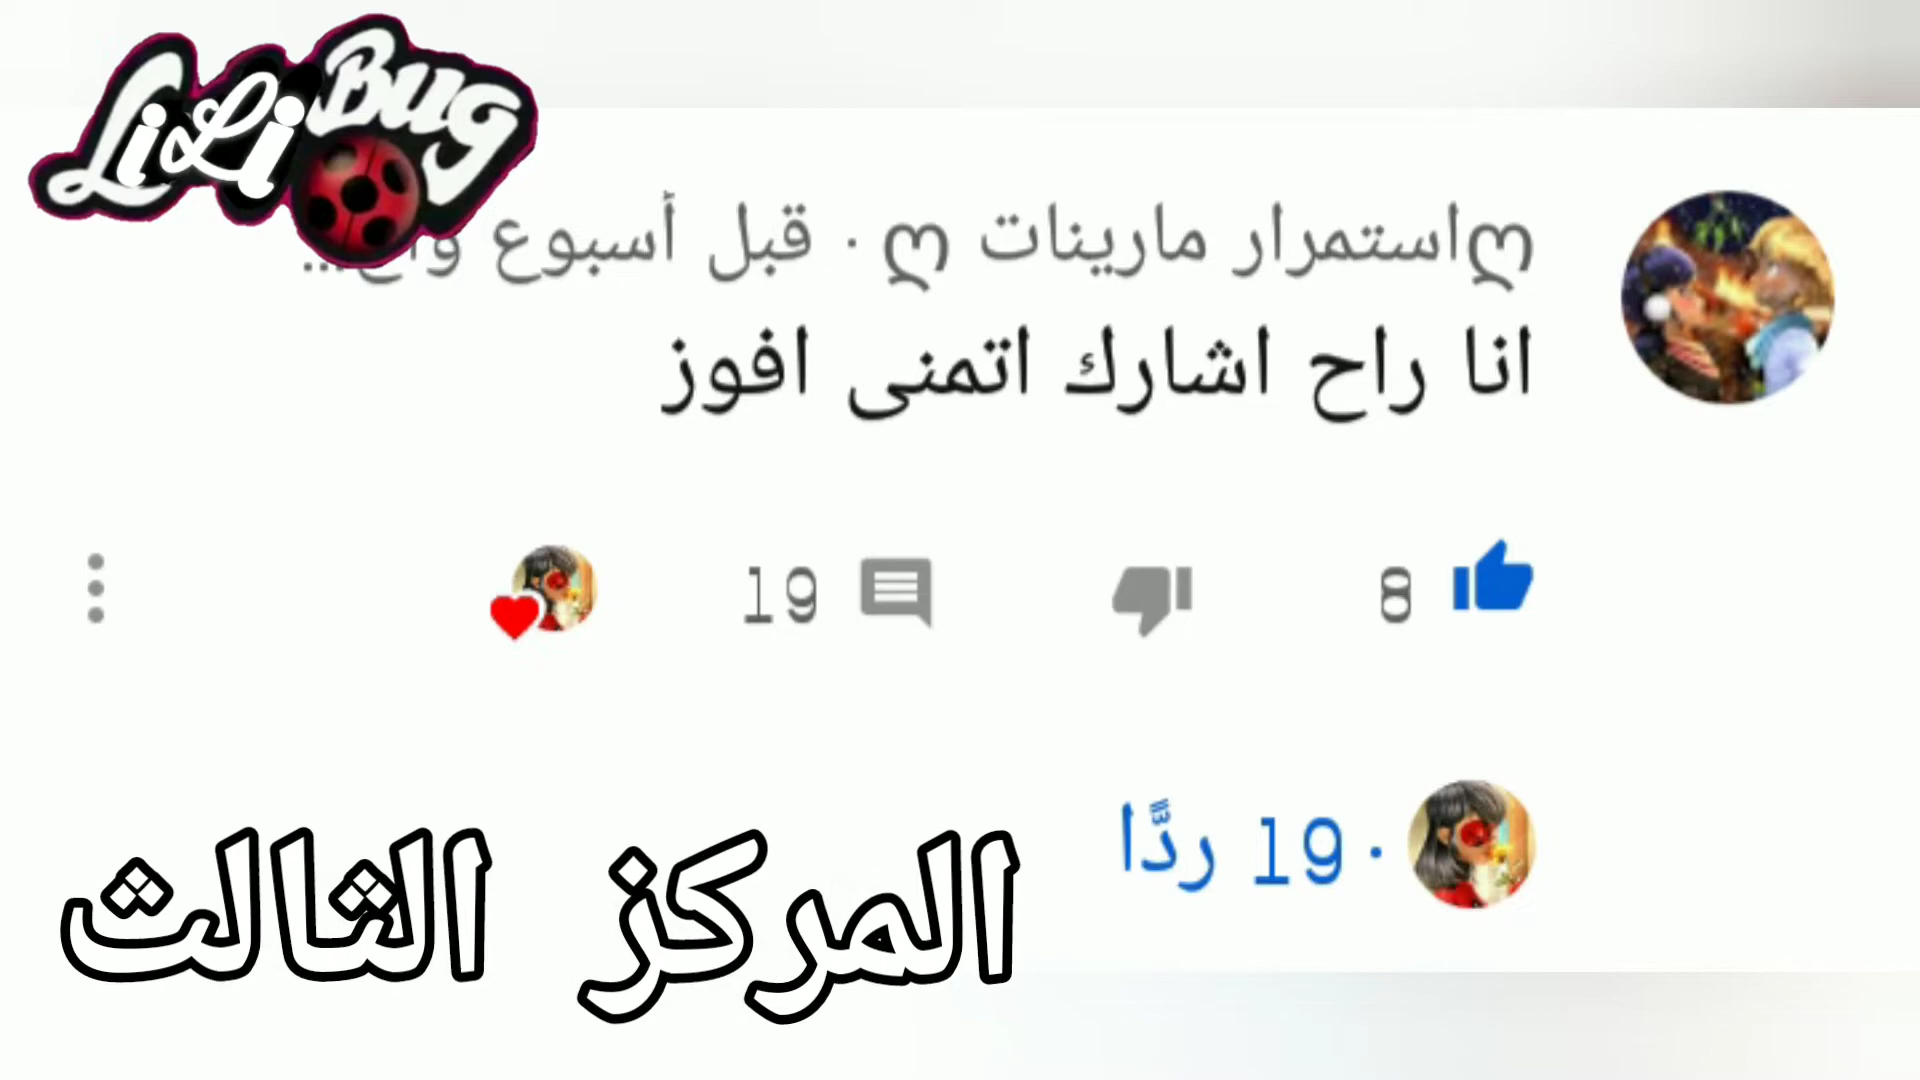 LiLi Bug
ღاستمرار مارينات ღ · قبل أسبوع
انا راح اشارك اتمنى افوز
8 19
· 19 ردًّا
المركز الثالث